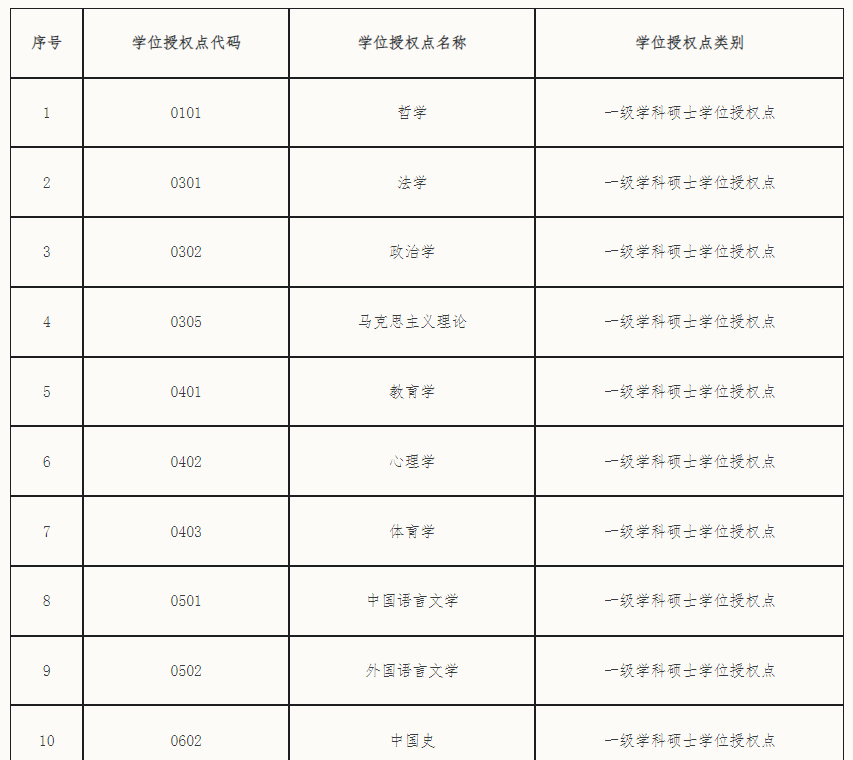 序号 学位授权点代码 学位授权点名称 学位授权点类别
1 0101 哲学 一级学科硕士学位授权点
2 0301 法学 一级学科硕士学位授权点
3 0302 政治学 一级学科硕士学位授权点
4 0305 马克思主义理论 一级学科硕士学位授权点
5 0401 教育学 一级学科硕士学位授权点
6 0402 心理学 一级学科硕士学位授权点
7 0403 体育学 一级学科硕士学位授权点
8 0501 中国语言文学 一级学科硕士学位授权点
9 0502 外国语言文学 一级学科硕士学位授权点
10 0602 中国史 一级学科硕士学位授权点